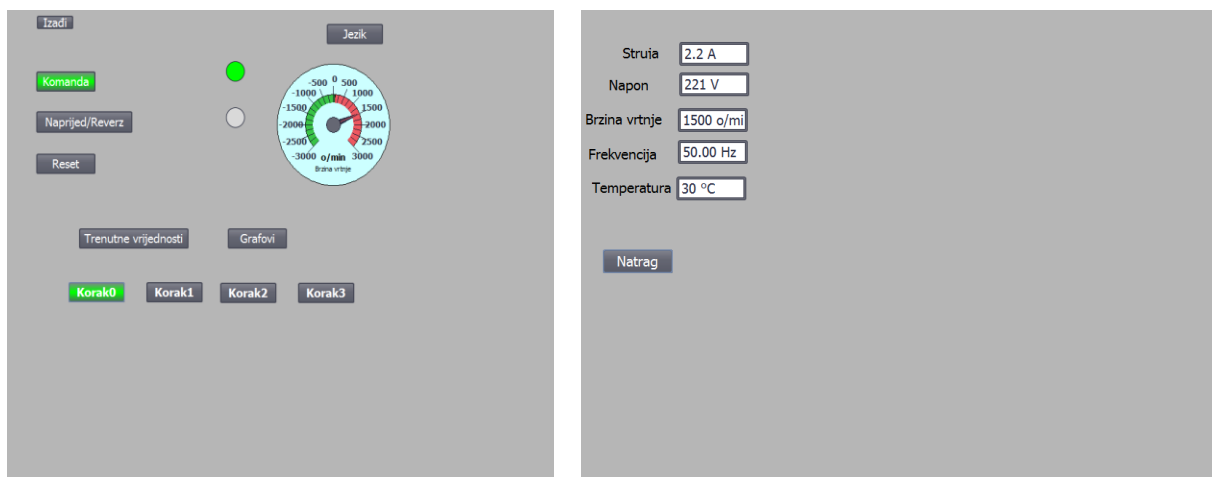 Izađi
Jezik
Komanda
Naprijed/Reverz
Reset
-500 0 500
-1000 1000
-1500 1500
-2000 2000
-2500 2500
-3000 o/min 3000
Brzina vrtnje
Trenutne vrijednosti Grafovi
Korak0 Korak1 Korak2 Korak3
Struja 2.2 A
Napon 221 V
Brzina vrtnje 1500 o/mi
Frekvencija 50.00 Hz
Temperatura 30 °C
Natrag